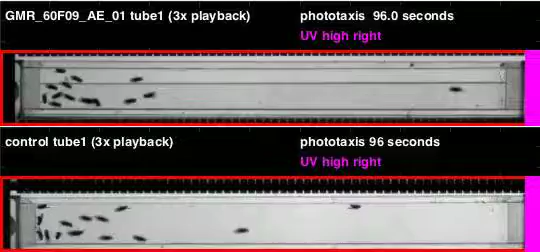 GMR_60F09_AE_01 tube1 (3x playback)
phototaxis 96.0 seconds
UV high right
control tube1 (3x playback)
phototaxis 96 seconds
UV high right